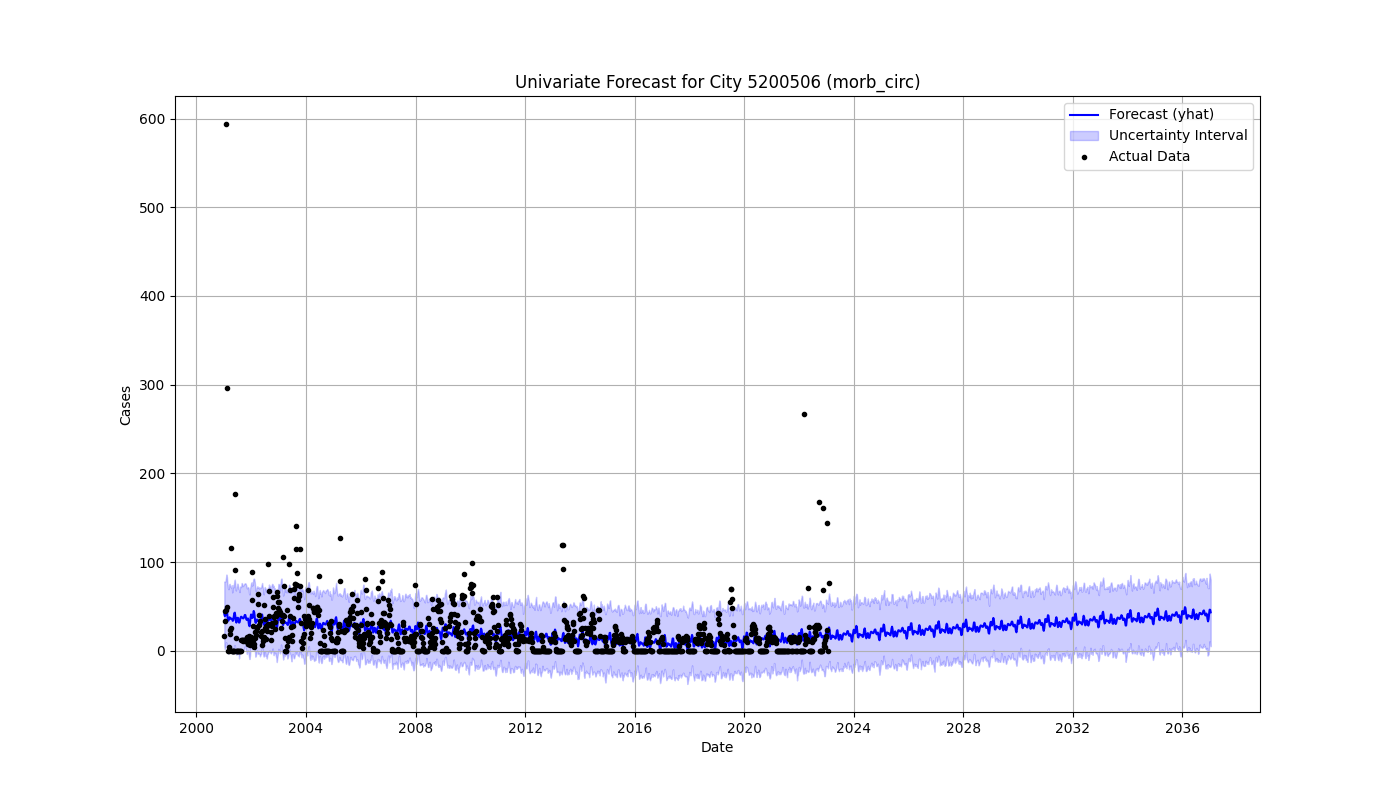 Univariate Forecast for City 5200506 (morb_circ)
Forecast (yhat)
Uncertainty Interval
Actual Data
600
500
400
300
200
100
0
Cases
2000 2004 2008 2012 2016 2020 2024 2028 2032 2036
Date